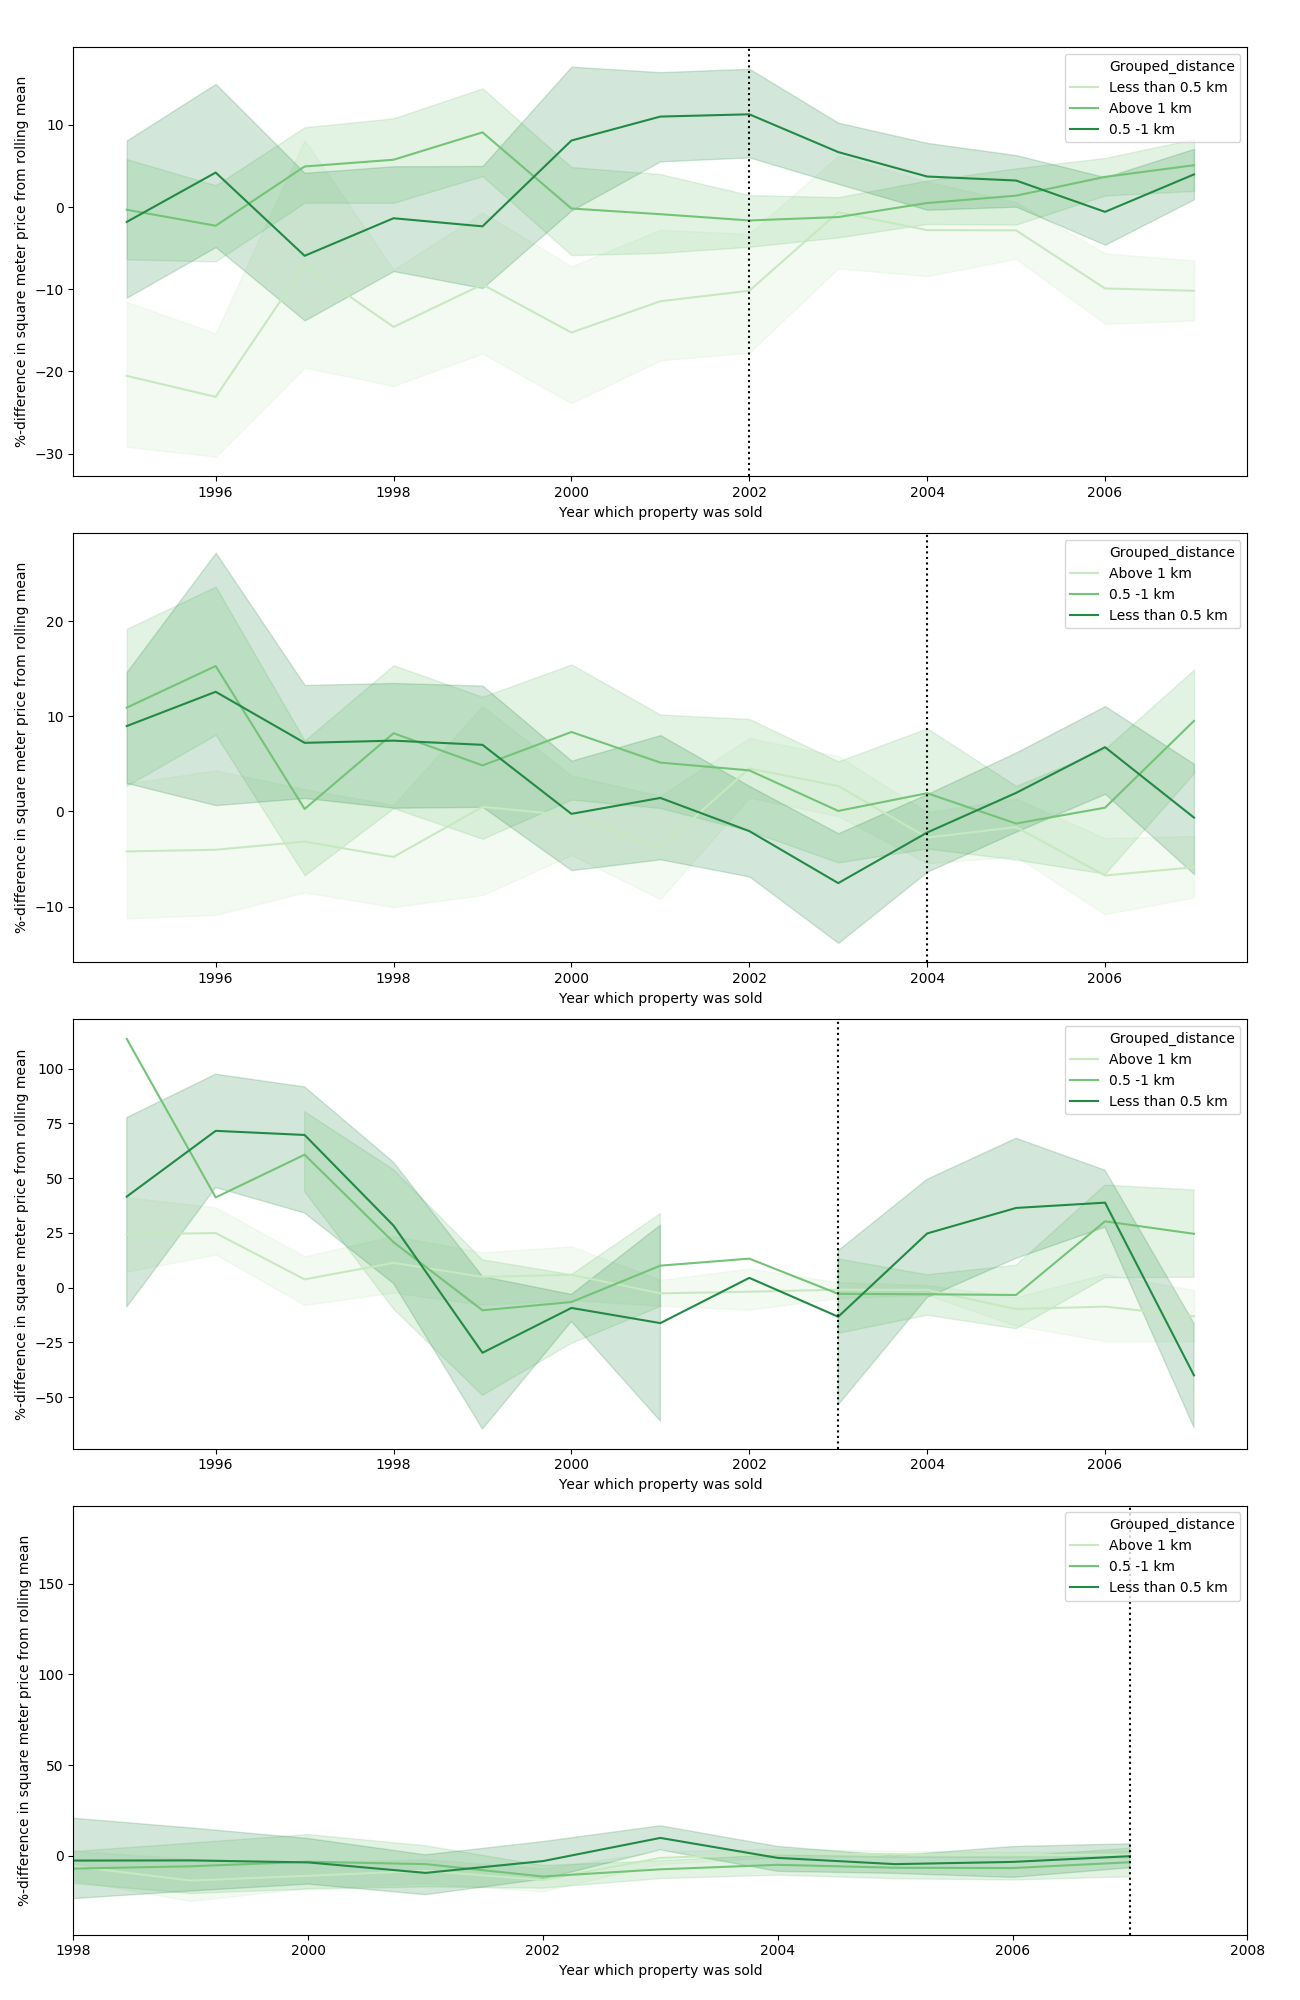 %-difference in square meter price from rolling mean
10
0
−10
−20
−30
Grouped_distance
Less than 0.5 km
Above 1 km
0.5 -1 km
1996
1998
2000
2002
2004
2006
Year which property was sold
%-difference in square meter price from rolling mean
20
10
0
−10
Grouped_distance
Above 1 km
0.5 -1 km
Less than 0.5 km
1996
1998
2000
2002
2004
2006
Year which property was sold
%-difference in square meter price from rolling mean
100
75
50
25
0
−25
−50
Grouped_distance
Above 1 km
0.5 -1 km
Less than 0.5 km
1996
1998
2000
2002
2004
2006
Year which property was sold
%-difference in square meter price from rolling mean
150
100
50
0
Grouped_distance
Above 1 km
0.5 -1 km
Less than 0.5 km
1998
2000
2002
2004
2006
2008
Year which property was sold